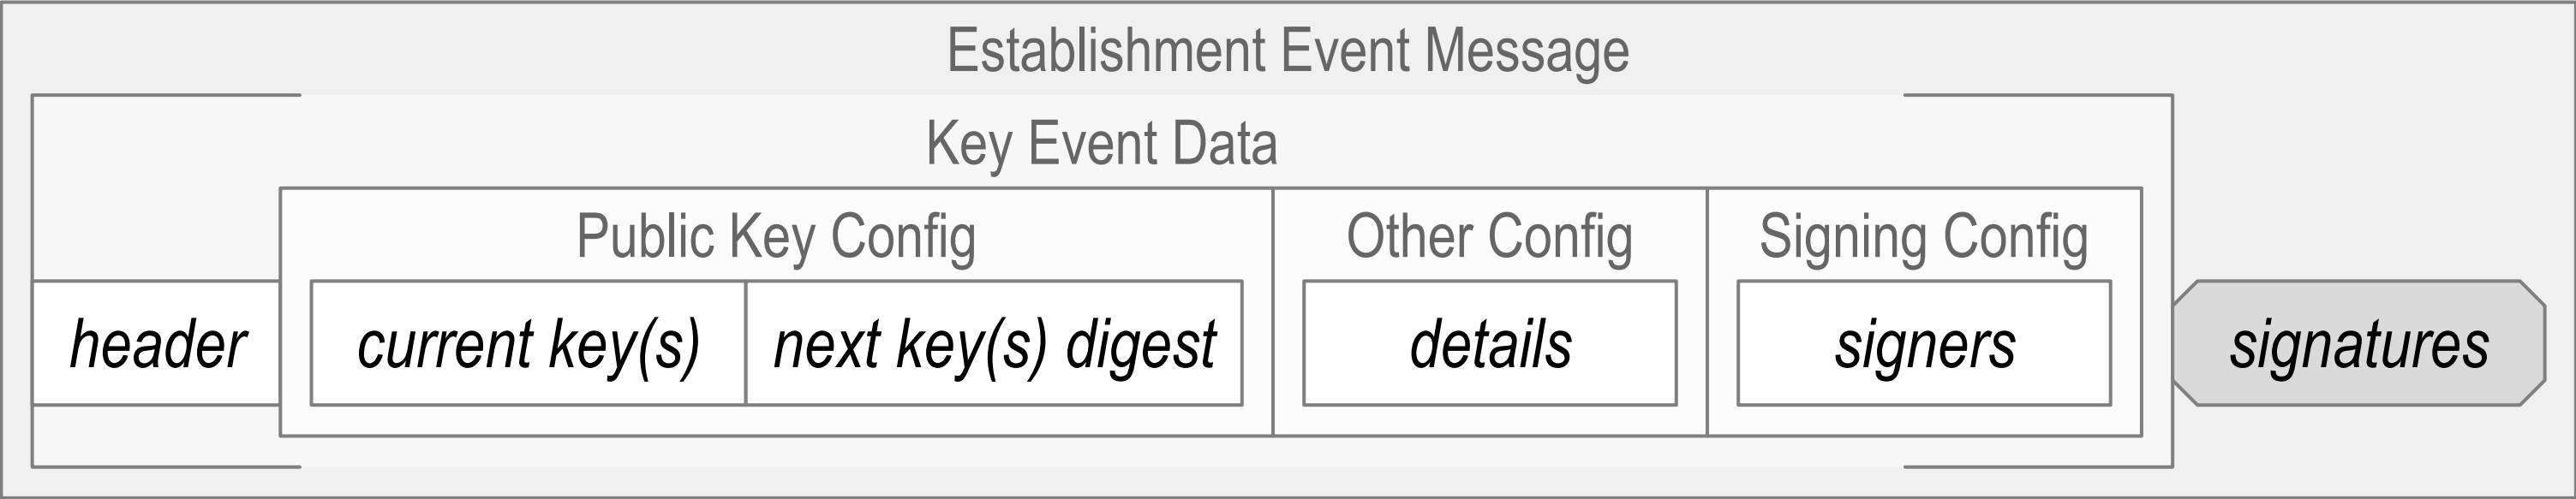 Establishment Event Message
Key Event Data
Public Key Config
Other Config
Signing Config
header
current key(s)
next key(s) digest
details
signers
signatures